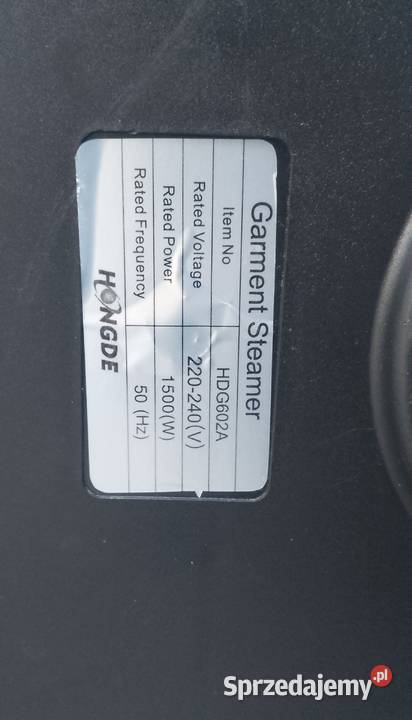 Garment Steamer
Item No HDG602A
Rated Voltage 220-240(V)
Rated Power 1500(W)
Rated Frequency 50 (Hz)
HONGDE
Sprzedajemy.pl